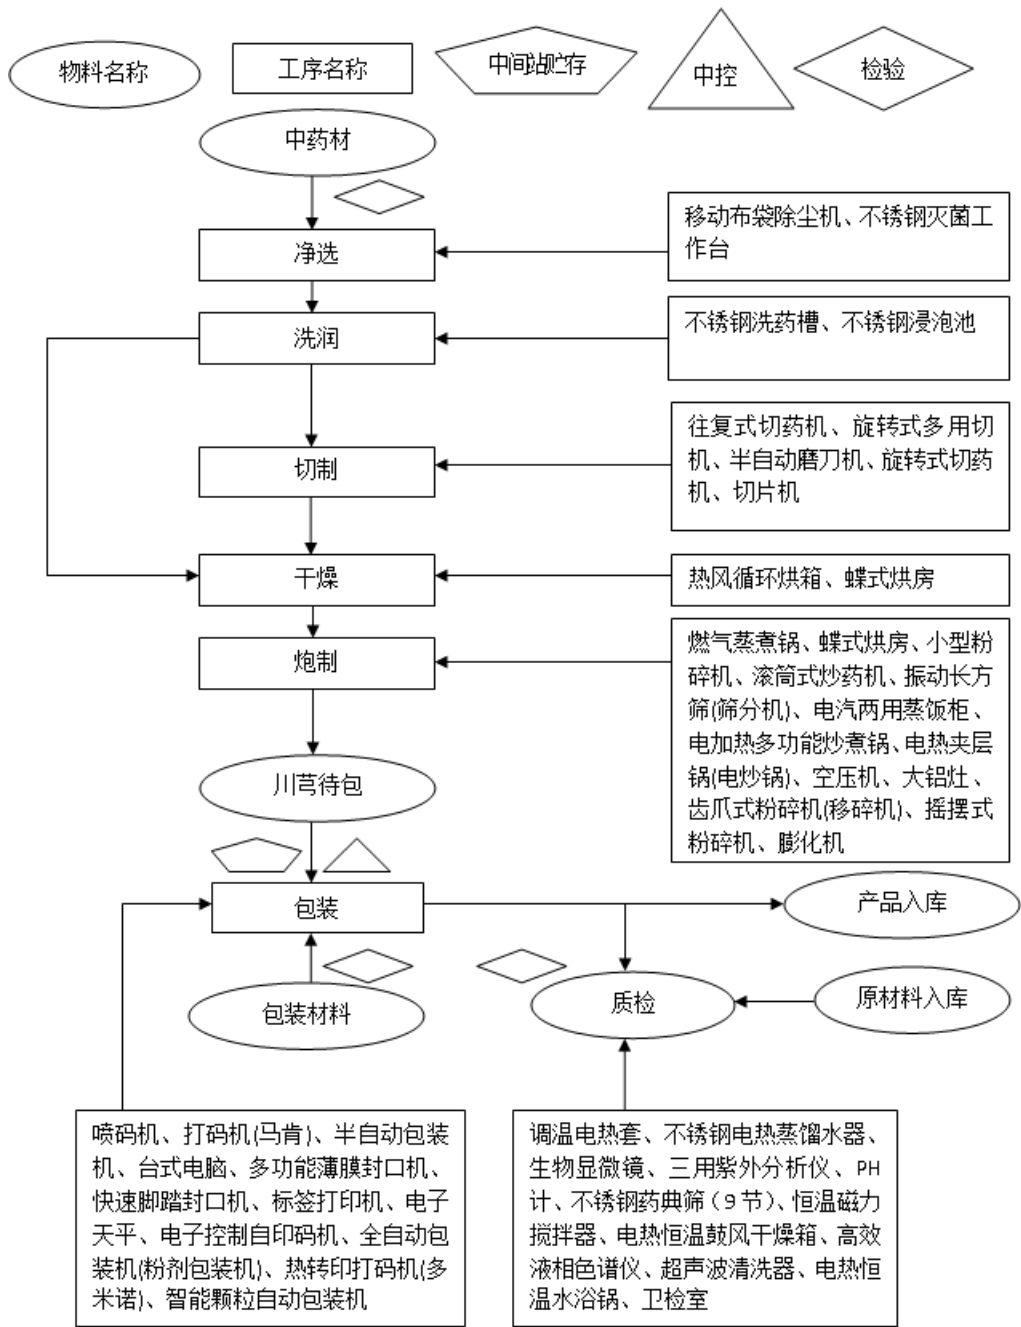 物料名称
工序名称
中间站贮存
中控
检验
中药材
移动布袋除尘机、不锈钢灭菌工
作台
净选
不锈钢洗药槽、不锈钢浸泡池
洗润
往复式切药机、旋转式多用切
机、半自动磨刀机、旋转式切药
机、切片机
切制
热风循环烘箱、蝶式烘房
干燥
燃气蒸煮锅、蝶式烘房、小型粉
碎机、滚筒式炒药机、振动长方
筛(筛分机)、电汽两用蒸饭柜、
电加热多功能炒煮锅、电热夹层
锅(电炒锅)、空压机、大铝灶、
齿爪式粉碎机(移碎机)、摇摆式
粉碎机、膨化机
炮制
川芎待包
包装
产品入库
包装材料
质检
原材料入库
喷码机、打码机(马肯)、半自动包装
机、台式电脑、多功能薄膜封口机、
快速脚踏封口机、标签打印机、电子
天平、电子控制自印码机、全自动包
装机(粉剂包装机)、热转印打码机(多
米诺)、智能颗粒自动包装机
调温电热套、不锈钢电热蒸馏水器、
生物显微镜、三用紫外分析仪、PH
计、不锈钢药典筛（9节）、恒温磁力
搅拌器、电热恒温鼓风干燥箱、高效
液相色谱仪、超声波清洗器、电热恒
温水浴锅、卫检室